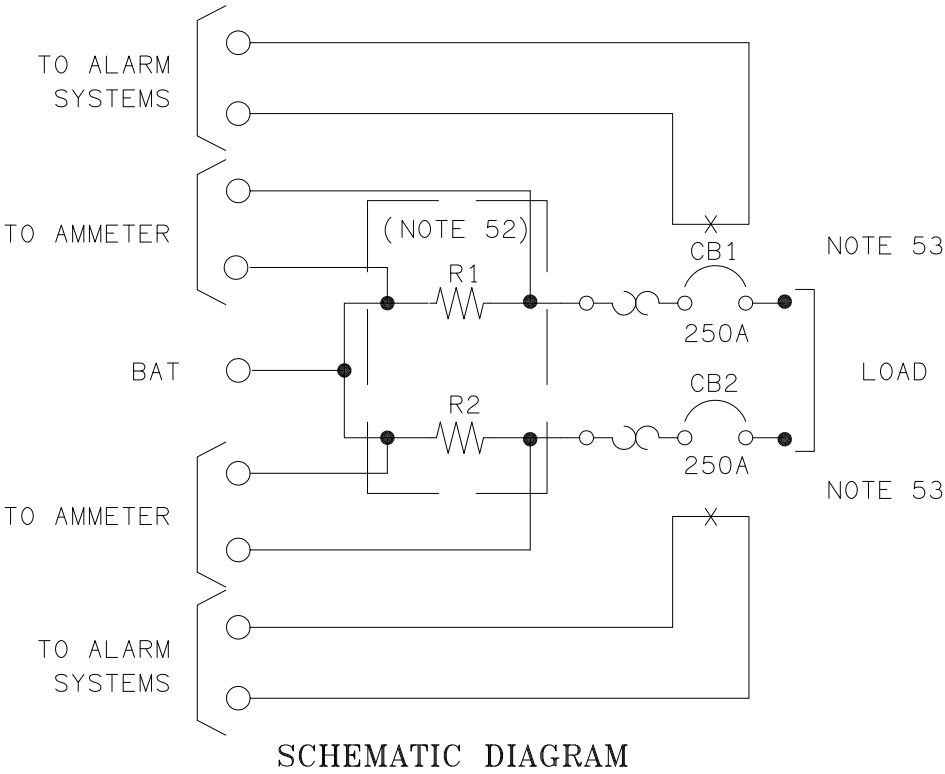 TO ALARM
SYSTEMS
TO AMMETER
(NOTE 52)
CB1
NOTE 53
R1
250A
BAT
LOAD
CB2
R2
250A
NOTE 53
TO AMMETER
TO ALARM
SYSTEMS
SCHEMATIC DIAGRAM